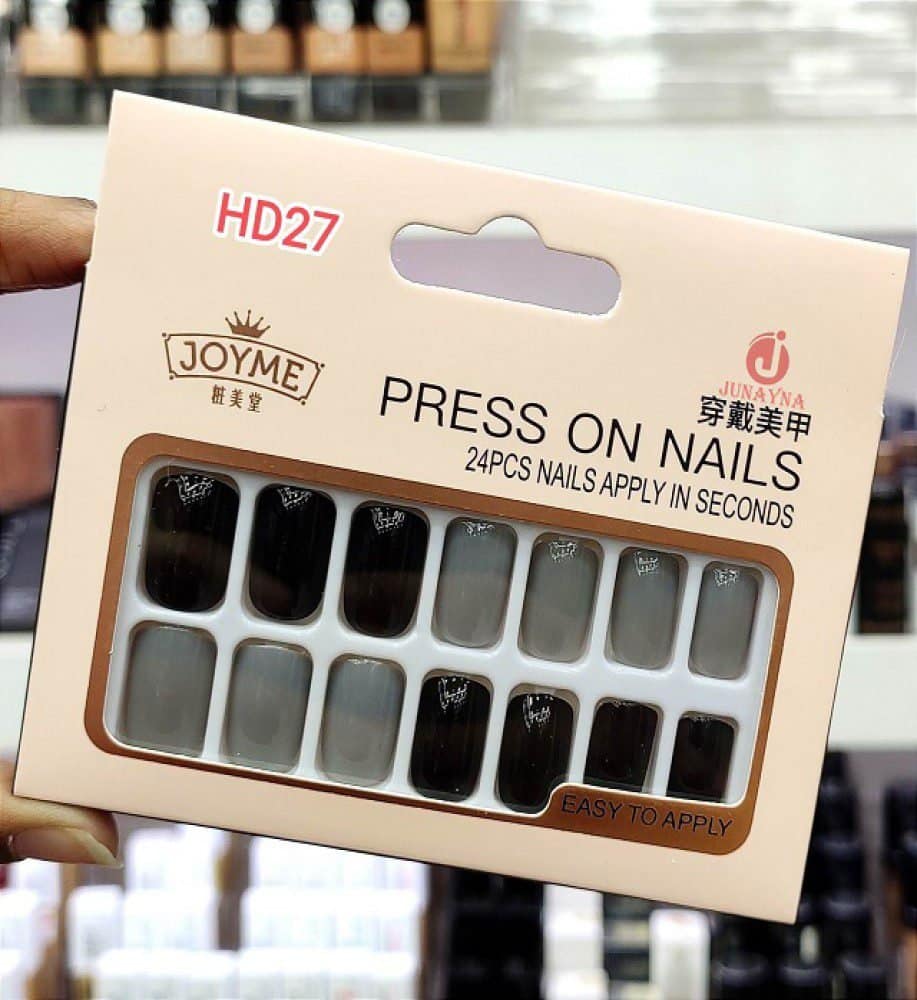 HD27
JOYME
粧美堂
JUNAYNA
穿戴美甲
PRESS ON NAILS
24PCS NAILS APPLY IN SECONDS
EASY TO APPLY